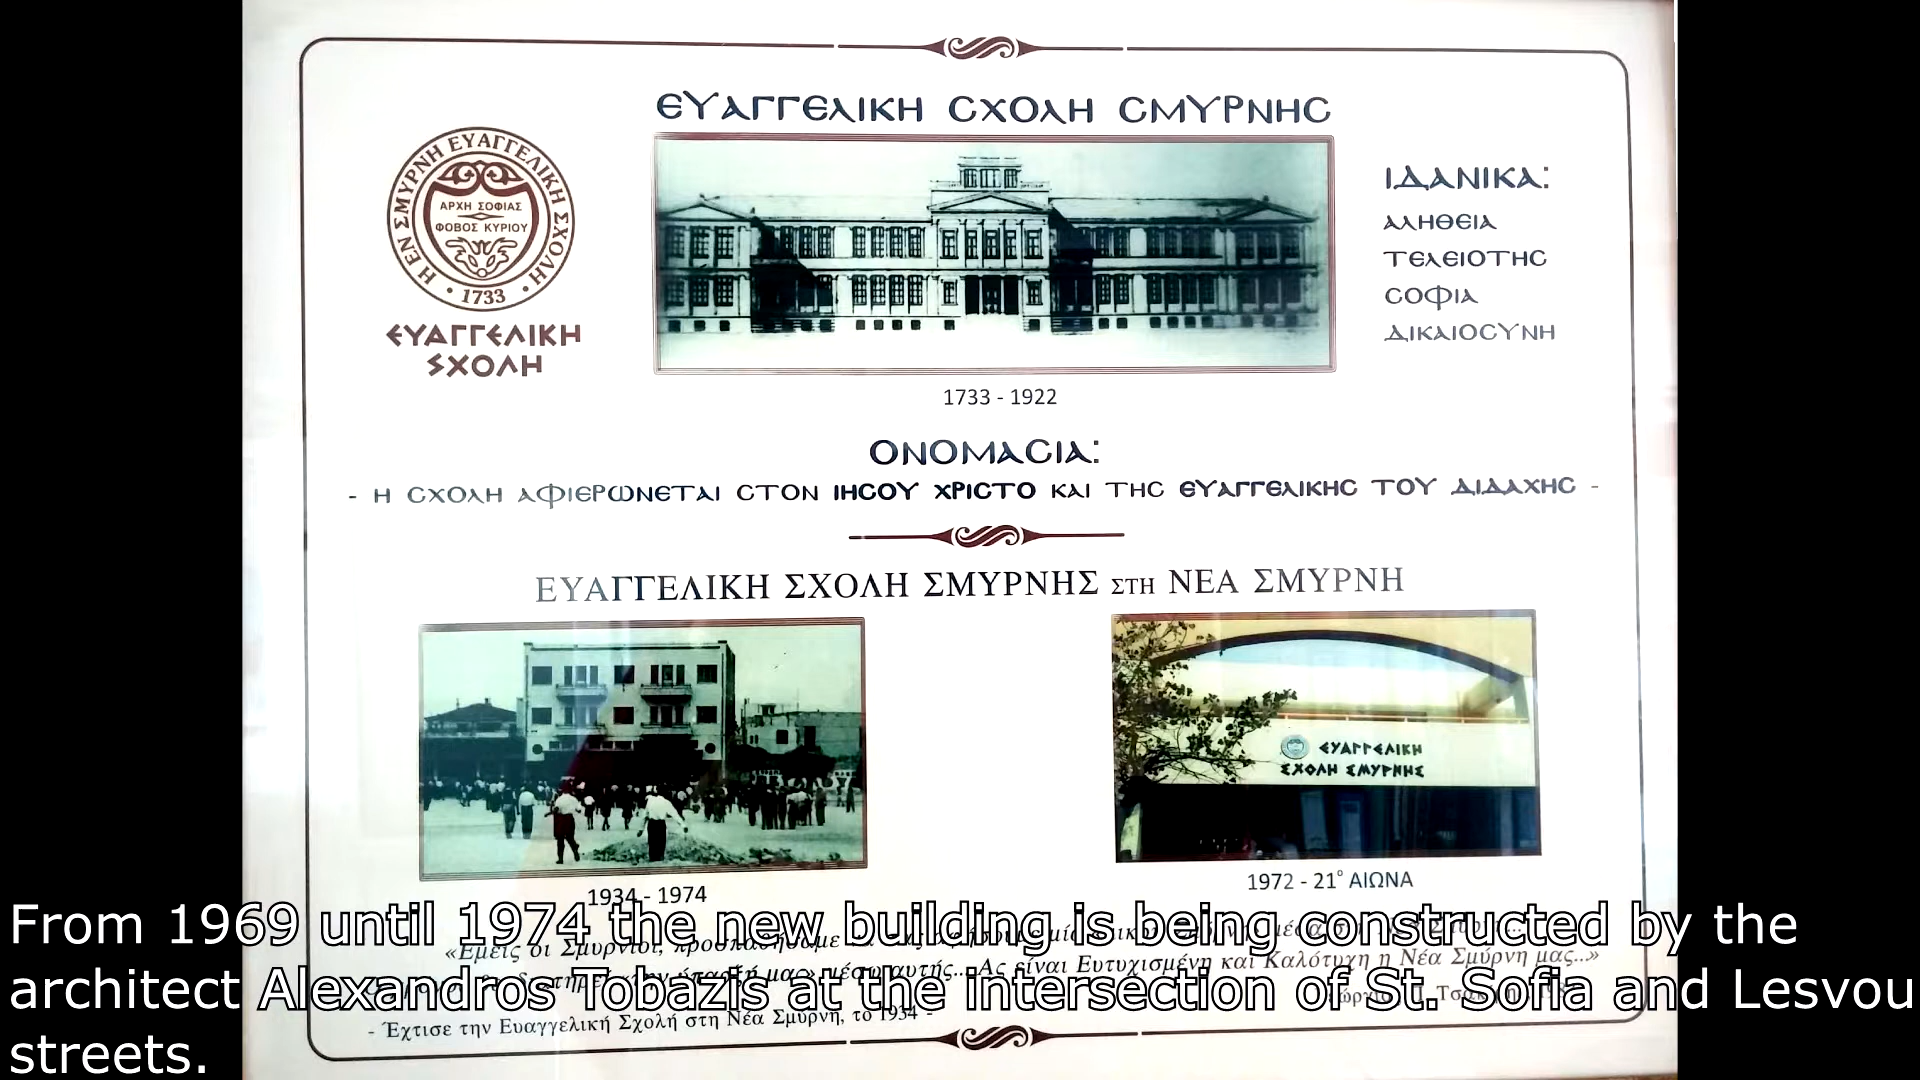 ΕΥΑΓΓΕΛΙΚΗ ΣΧΟΛΗ ΣΜΥΡΝΗΣ
Η ΕΝ ΣΜΥΡΝΗ ΕΥΑΓΓΕΛΙΚΗ ΣΧΟΛΗ
ΑΡΧΗ ΣΟΦΙΑΣ
ΦΟΒΟΣ ΚΥΡΙΟΥ
• 1733 •
ΕΥΑΓΓΕΛΙΚΗ
ΣΧΟΛΗ
ΙΔΑΝΙΚΑ:
ΑΛΗΘΕΙΑ
ΤΕΛΕΙΟΤΗΣ
ΣΟΦΙΑ
ΔΙΚΑΙΟΣΥΝΗ
1733 - 1922
ΟΝΟΜΑΣΙΑ:
- Η ΣΧΟΛΗ ΑΦΙΕΡΩΝΕΤΑΙ ΣΤΟΝ ΙΗΣΟΥ ΧΡΙΣΤΟ ΚΑΙ ΤΗΣ ΕΥΑΓΓΕΛΙΚΗΣ ΤΟΥ ΔΙΔΑΧΗΣ -
ΕΥΑΓΓΕΛΙΚΗ ΣΧΟΛΗ ΣΜΥΡΝΗΣ ΣΤΗ ΝΕΑ ΣΜΥΡΝΗ
ΕΥΑΓΓΕΛΙΚΗ
ΣΧΟΛΗ ΣΜΥΡΝΗΣ
1934 - 1974
1972 - 21° ΑΙΩΝΑ
«Εμείς οι Σμυρνιοί, προσπαθήσαμε
μας» μέσω αυτής... Ας είναι Ευτυχισμένη και Καλότυχη η Νέα Σμύρνη μας...»
- Έχτισε την Ευαγγελική Σχολή στη Νέα Σμύρνη, το 1934 -
From 1969 until 1974 the new building is being constructed by the
architect Alexandros Tobazis at the intersection of St. Sofia and Lesvou
streets.